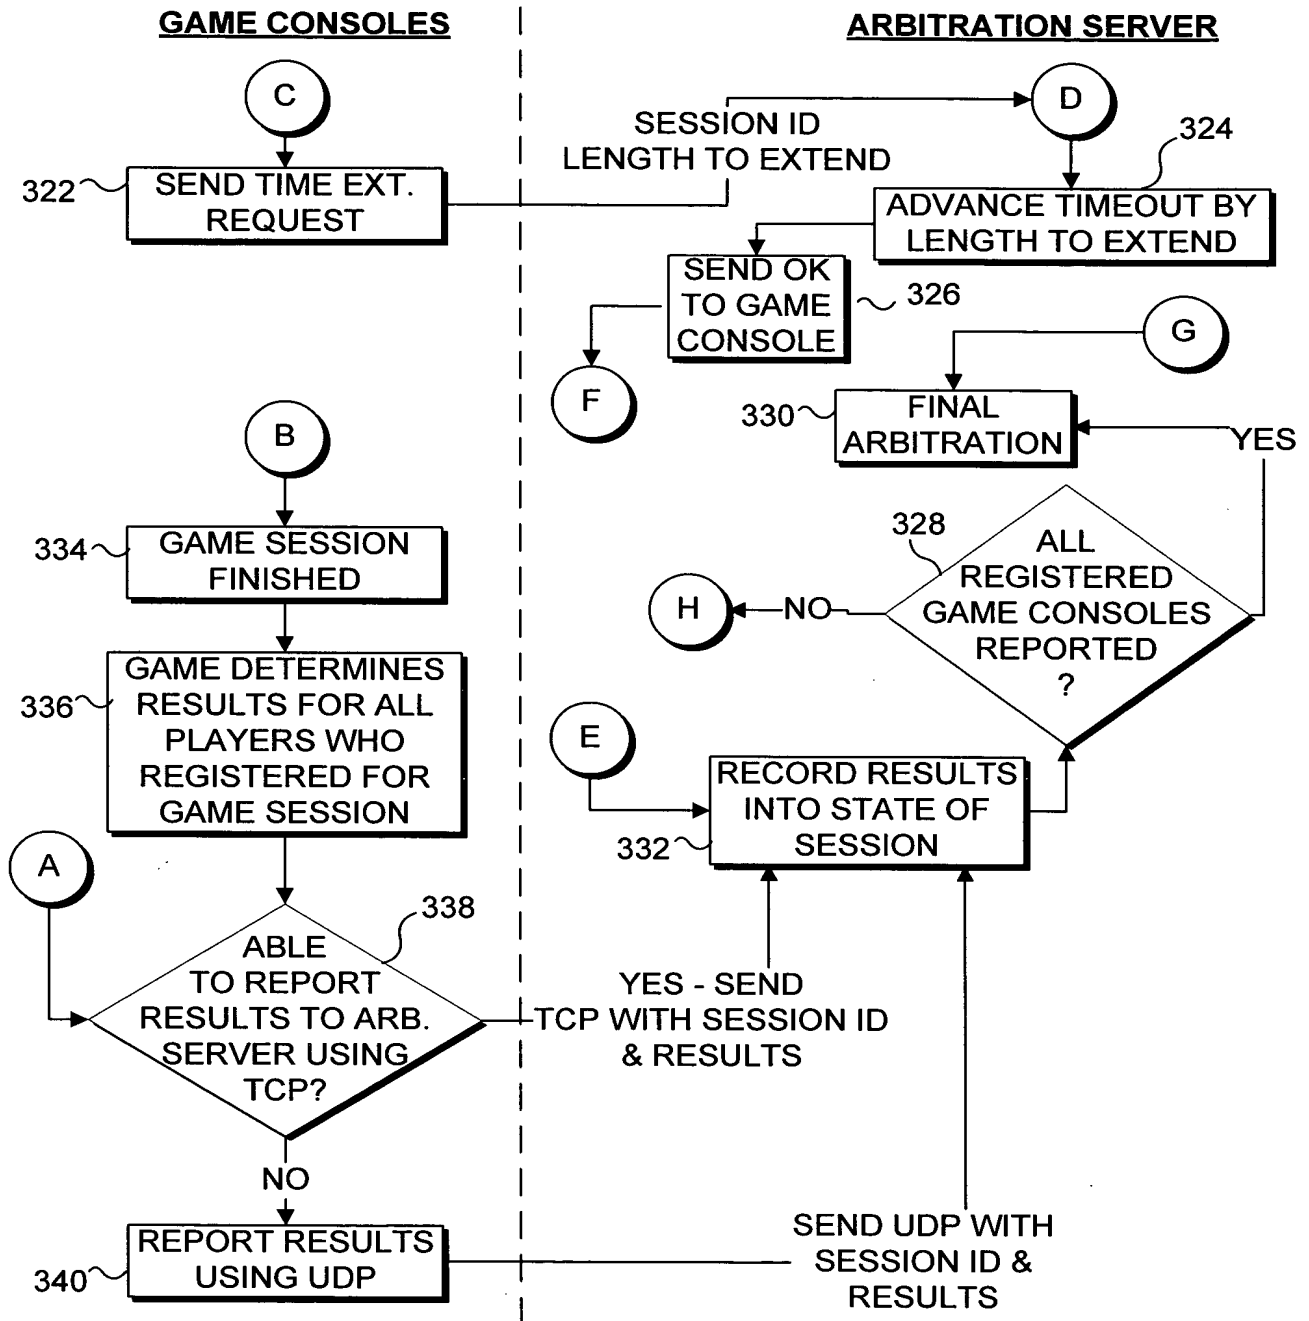 GAME CONSOLES
ARBITRATION SERVER
C
D
SESSION ID
LENGTH TO EXTEND
324
322
SEND TIME EXT.
REQUEST
ADVANCE TIMEOUT BY
LENGTH TO EXTEND
SEND OK
TO GAME
CONSOLE
326
G
F
330
FINAL
ARBITRATION
YES
B
334
GAME SESSION
FINISHED
328
ALL
REGISTERED
GAME CONSOLES
REPORTED
?
H
NO
336
GAME DETERMINES
RESULTS FOR ALL
PLAYERS WHO
REGISTERED FOR
GAME SESSION
E
RECORD RESULTS
INTO STATE OF
SESSION
332
A
338
ABLE
TO REPORT
RESULTS TO ARB.
SERVER USING
TCP?
YES - SEND
TCP WITH SESSION ID
& RESULTS
NO
340
REPORT RESULTS
USING UDP
SEND UDP WITH
SESSION ID &
RESULTS